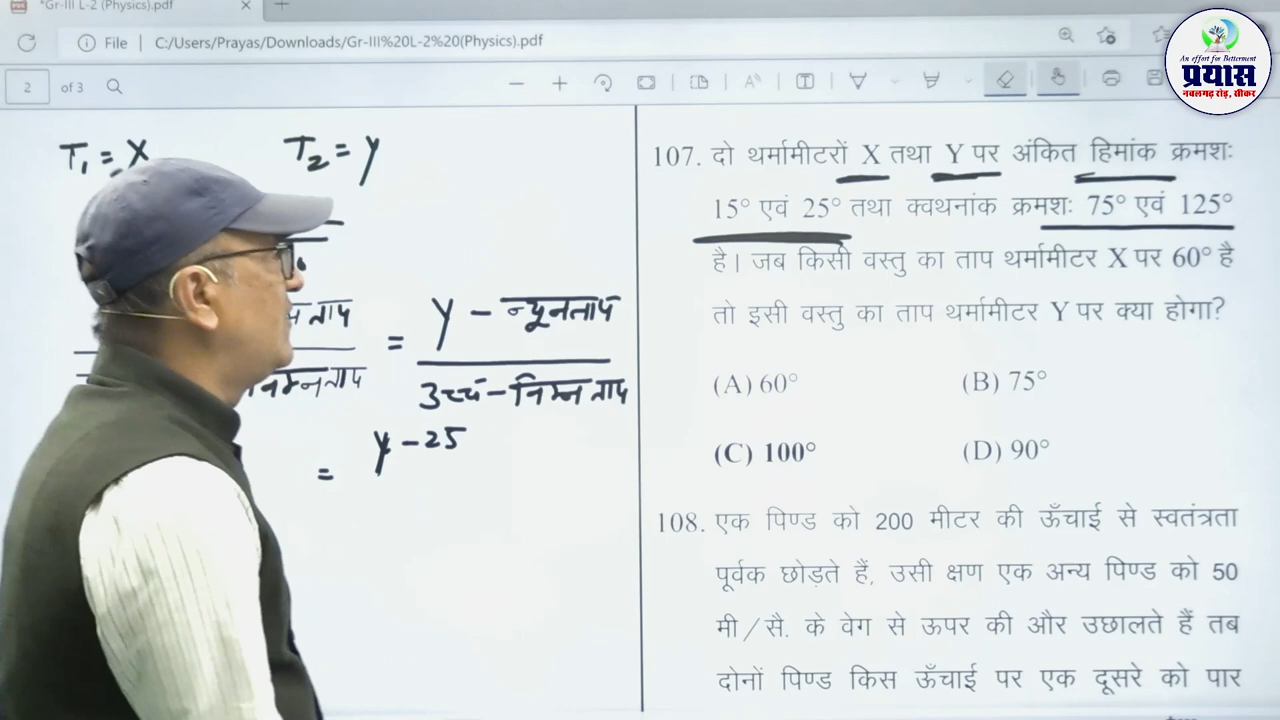 *Gr-III L-2 (Physics).pdf
File | C:/Users/Prayas/Downloads/Gr-III%20L-2%20(Physics).pdf
2 of 3
An effort for Betterment
प्रयास
नवलगढ़ रोड़, सीकर
T₁ = X T₂ = Y
ताप = Y - न्यूनताप
निम्नताप उच्च - निम्न ताप
= Y - 25
107. दो थर्मामीटरों X तथा Y पर अंकित हिमांक क्रमशः
15° एवं 25° तथा क्वथनांक क्रमशः 75° एवं 125°
है। जब किसी वस्तु का ताप थर्मामीटर X पर 60° है
तो इसी वस्तु का ताप थर्मामीटर Y पर क्या होगा?
(A) 60° (B) 75°
(C) 100° (D) 90°
108. एक पिण्ड को 200 मीटर की ऊँचाई से स्वतंत्रता
पूर्वक छोड़ते हैं, उसी क्षण एक अन्य पिण्ड को 50
मी/सै. के वेग से ऊपर की और उछालते हैं तब
दोनों पिण्ड किस ऊँचाई पर एक दूसरे को पार